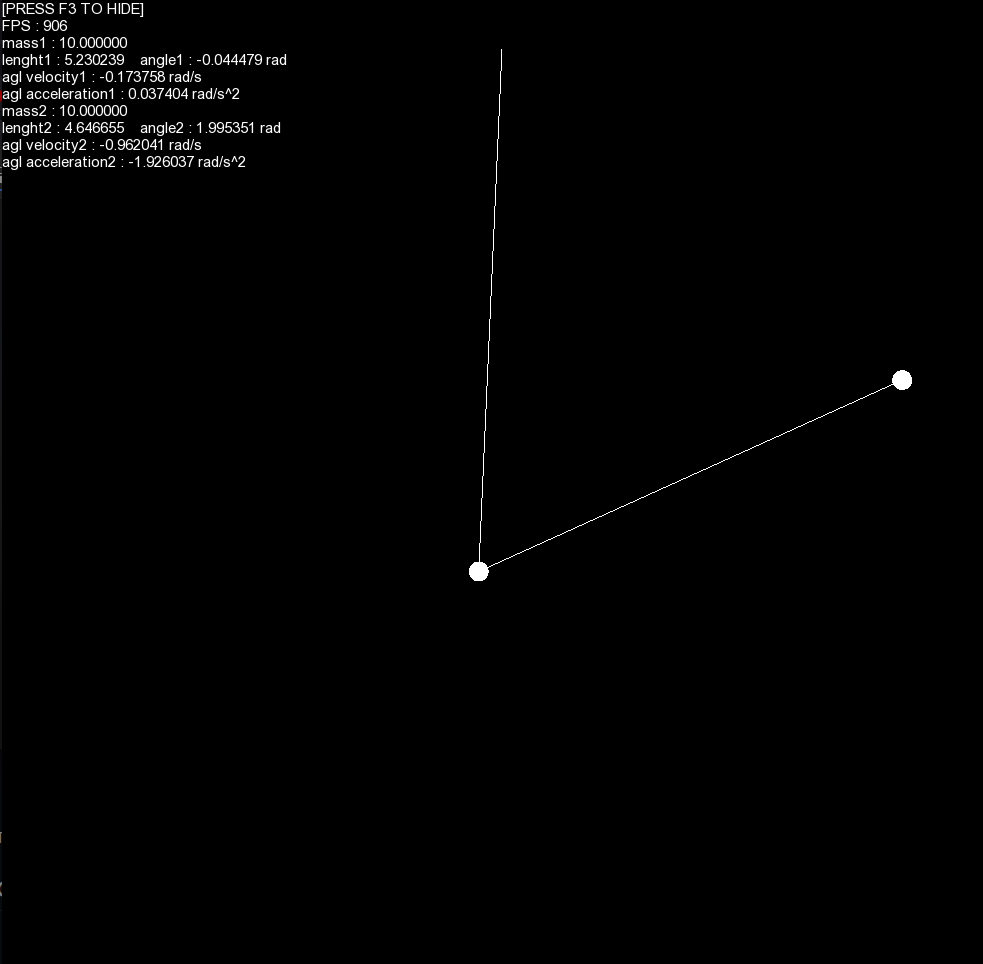 [PRESS F3 TO HIDE]
FPS : 906
mass1 : 10.000000
lenght1 : 5.230239    angle1 : -0.044479 rad
agl velocity1 : -0.173758 rad/s
agl acceleration1 : 0.037404 rad/s^2
mass2 : 10.000000
lenght2 : 4.646655    angle2 : 1.995351 rad
agl velocity2 : -0.962041 rad/s
agl acceleration2 : -1.926037 rad/s^2